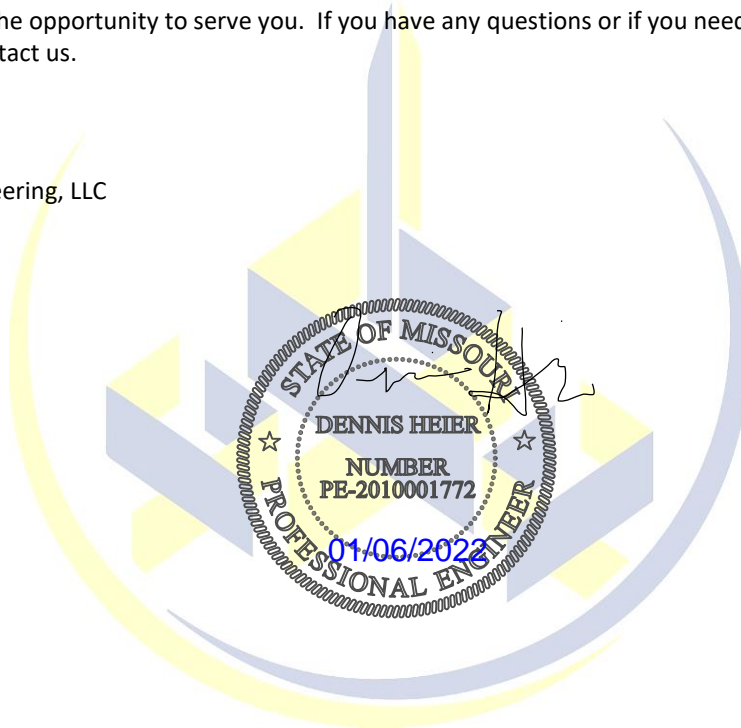 he opportunity to serve you.  If you have any questions or if you need
tact us.
eering, LLC
STATE OF MISSOURI
DENNIS HEIER
NUMBER
PE-2010001772
01/06/2022
PROFESSIONAL ENGINEER